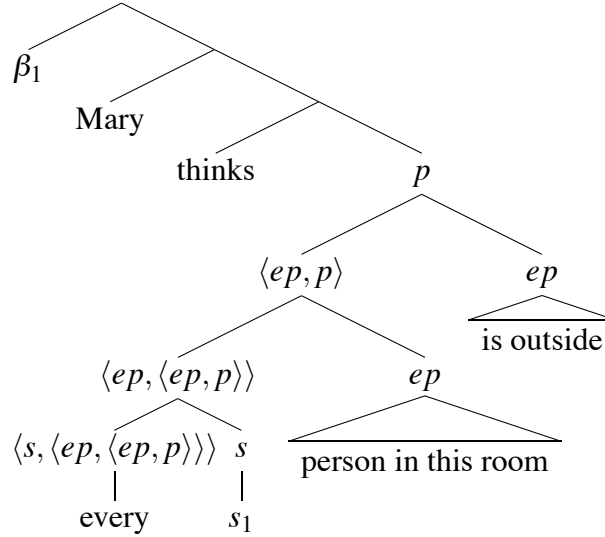 β₁
Mary
thinks p
⟨ep, p⟩ ep
is outside
⟨ep, ⟨ep, p⟩⟩ ep
⟨s, ⟨ep, ⟨ep, p⟩⟩⟩ s
person in this room
every s₁